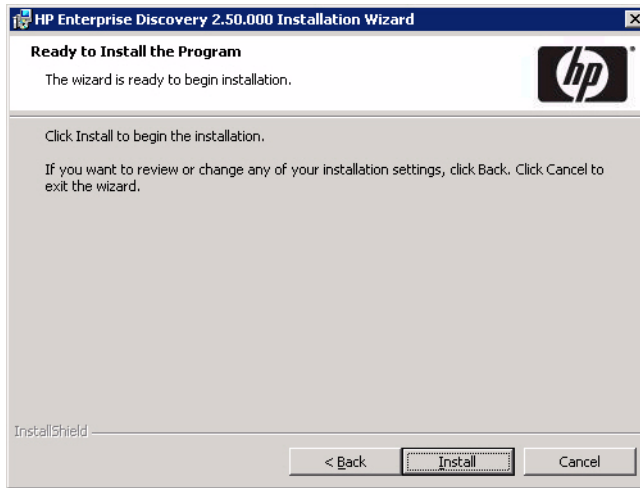 HP Enterprise Discovery 2.50.000 Installation Wizard
Ready to Install the Program
The wizard is ready to begin installation.
hp
Click Install to begin the installation.
If you want to review or change any of your installation settings, click Back. Click Cancel to
exit the wizard.
InstallShield
< Back
Install
Cancel